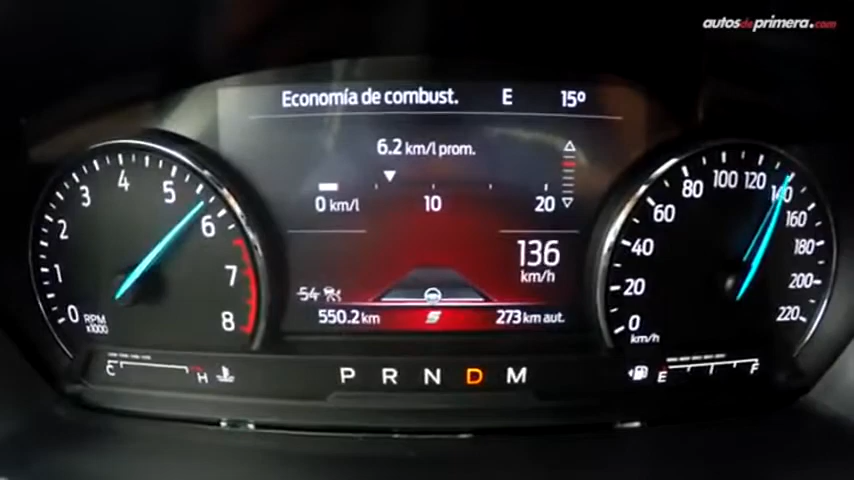 autosdeprimera.com
Economía de combust. E 15º
6.2 km/l prom.
0 km/l 10 20
136
km/h
54
550.2 km S 273 km aut.
0 1 2 3 4 5 6 7 8
RPM
x1000
0 20 40 60 80 100 120 140 160 180 200 220
km/h
C H
P R N D M
E F